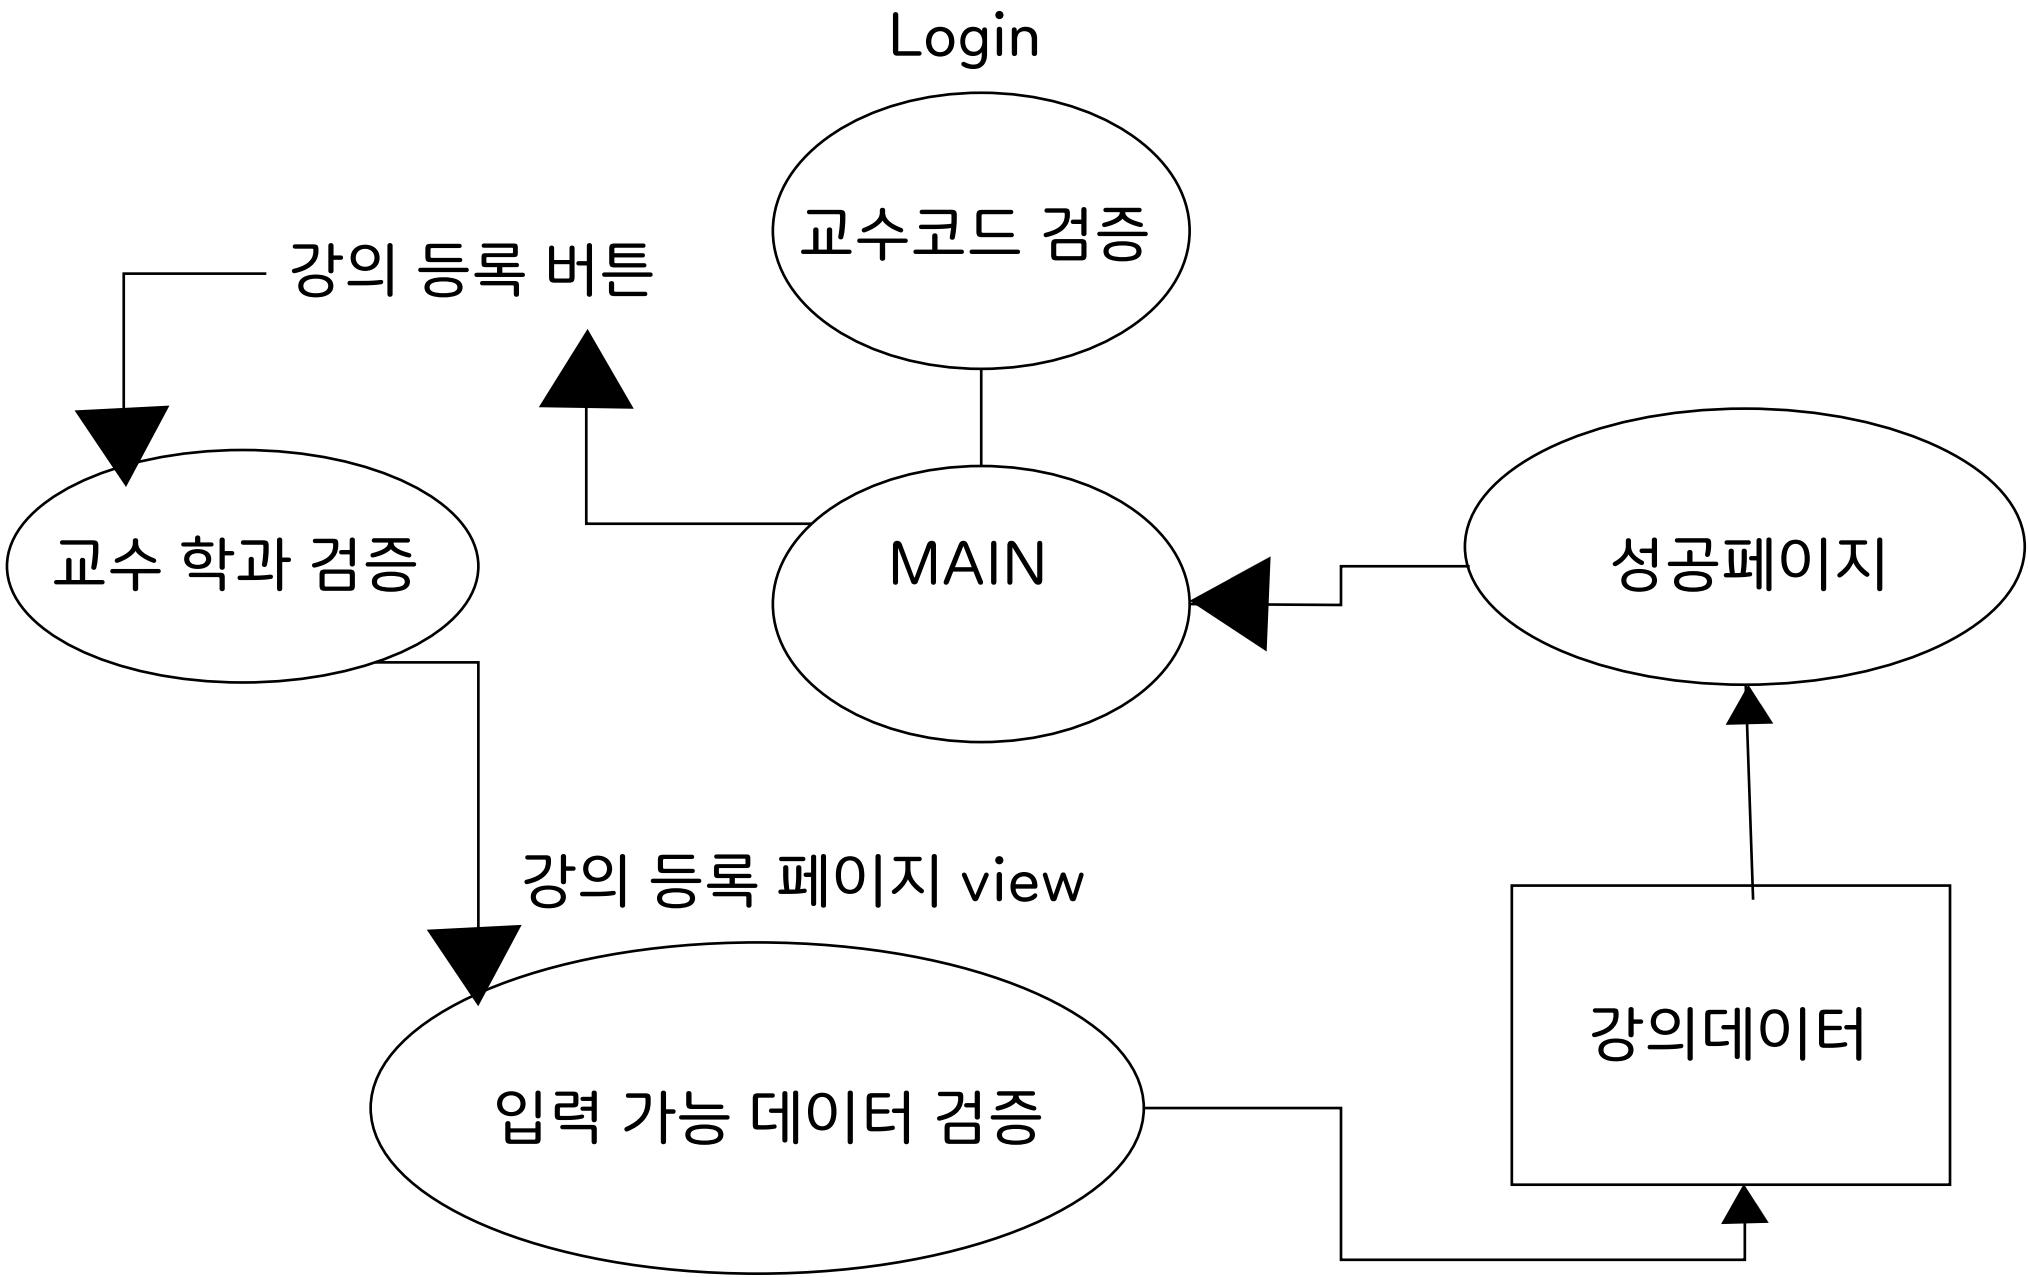 Login
교수코드 검증
강의 등록 버튼
교수 학과 검증
MAIN
성공페이지
강의 등록 페이지 view
입력 가능 데이터 검증
강의데이터